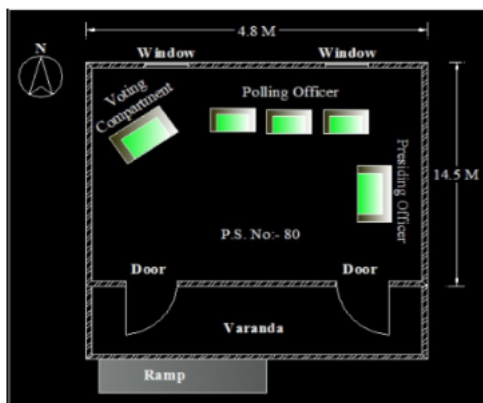 4.8 M
N
Window
Window
Voting
Compartment
Polling Officer
Presiding Officer
14.5 M
P.S. No:- 80
Door
Door
Varanda
Ramp